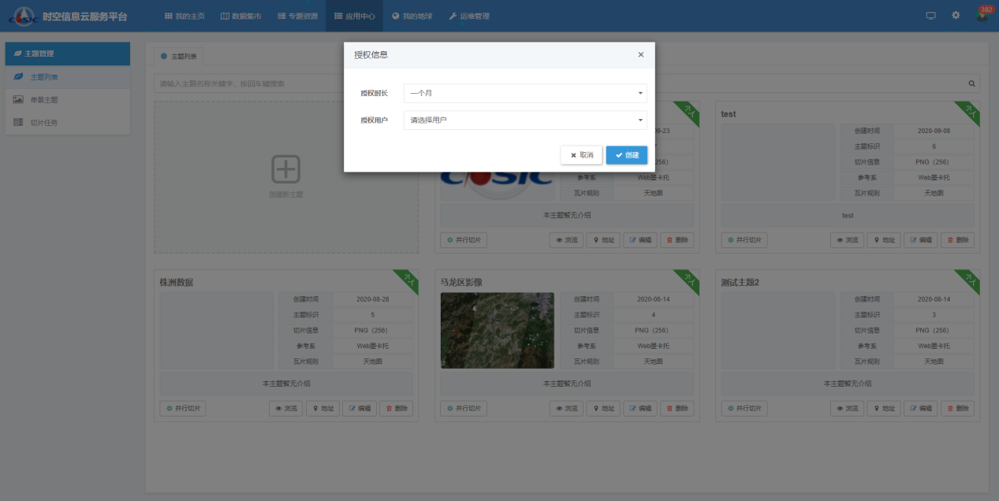 COSIC 时空信息云服务平台 我的主页 数据集市 专题资源 应用中心 我的地球 运维管理 382
主题管理
主题列表
单景主题
切片任务
主题列表
请输入主题名称关键字，按回车键搜索
创建新主题
授权信息
授权时长 一个月
授权用户 请选择用户
取消 创建
09-23
256)
参考系 Web墨卡托
瓦片规则 天地图
本主题暂无介绍
并行切片 浏览 地址 编辑 删除
test
创建时间 2020-09-08
主题标识 6
切片信息 PNG（256）
参考系 Web墨卡托
瓦片规则 天地图
test
并行切片 浏览 地址 编辑 删除
株洲数据
创建时间 2020-08-28
主题标识 5
切片信息 PNG（256）
参考系 Web墨卡托
瓦片规则 天地图
本主题暂无介绍
并行切片 浏览 地址 编辑 删除
马龙区影像
创建时间 2020-08-14
主题标识 4
切片信息 PNG（256）
参考系 Web墨卡托
瓦片规则 天地图
本主题暂无介绍
并行切片 浏览 地址 编辑 删除
测试主题2
创建时间 2020-08-14
主题标识 3
切片信息 PNG（256）
参考系 Web墨卡托
瓦片规则 天地图
本主题暂无介绍
并行切片 浏览 地址 编辑 删除